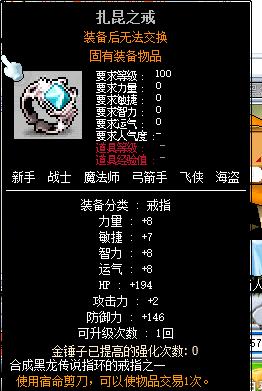 扎昆之戒
装备后无法交换
固有装备物品
要求等级 : 100
要求力量 : 0
要求敏捷 : 0
要求智力 : 0
要求运气 : 0
要求人气度 : -
道具等级 : -
道具经验值 : -
新手 战士 魔法师 弓箭手 飞侠 海盗
装备分类 : 戒指
力量 : +8
敏捷 : +7
智力 : +8
运气 : +8
HP : +194
攻击力 : +2
防御力 : +146
可升级次数 : 1回
金锤子已提高的强化次数: 0
合成黑龙传说指环的戒指之一
使用宿命剪刀，可以使物品交易1次。